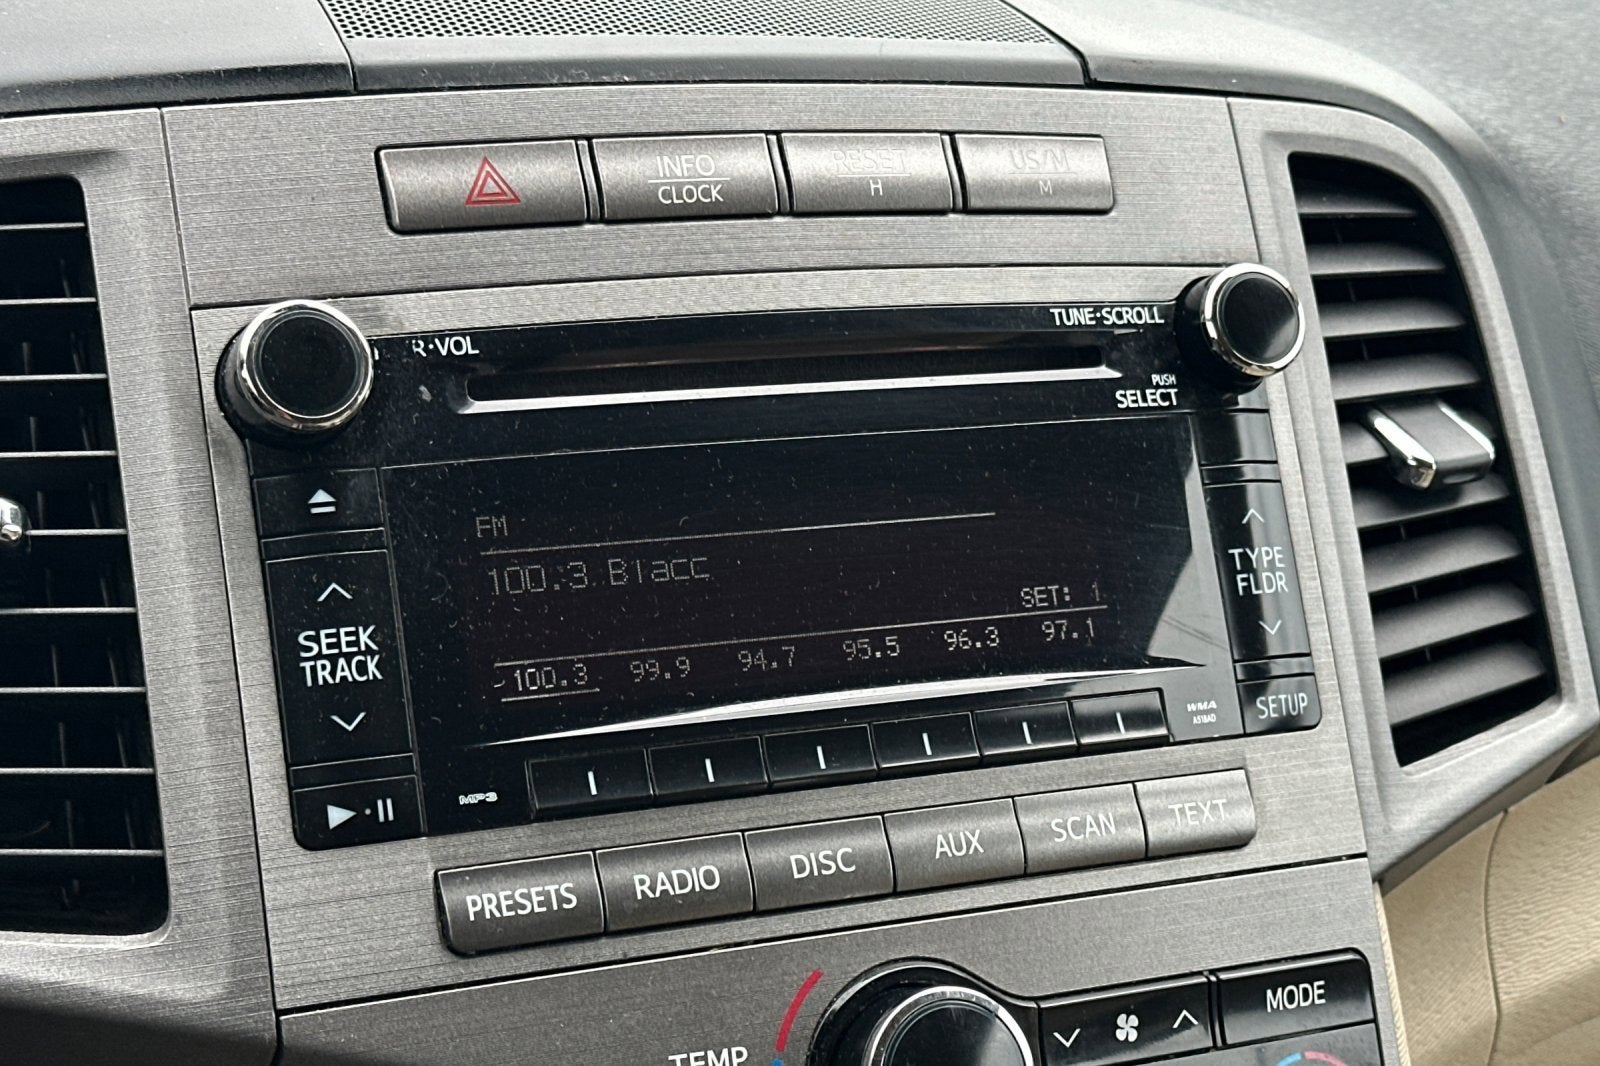 INFO
CLOCK
RESET
H
US/M
M
R·VOL
TUNE·SCROLL
PUSH
SELECT
FM
100.3 Blacc
SET: 1
100.3 99.9 94.7 95.5 96.3 97.1
SEEK
TRACK
TYPE
FLDR
SETUP
WMA
A518AD
MP3
PRESETS RADIO DISC AUX SCAN TEXT
TEMP
MODE